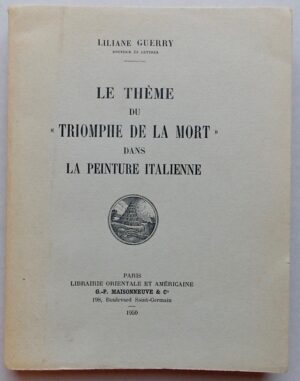 LILIANE GUERRY
DOCTEUR ÈS LETTRES
LE THÈME
DU
"TRIOMPHE DE LA MORT"
DANS
LA PEINTURE ITALIENNE
PARIS
LIBRAIRIE ORIENTALE ET AMÉRICAINE
G.-P. MAISONNEUVE & Cie
198, Boulevard Saint-Germain
1950